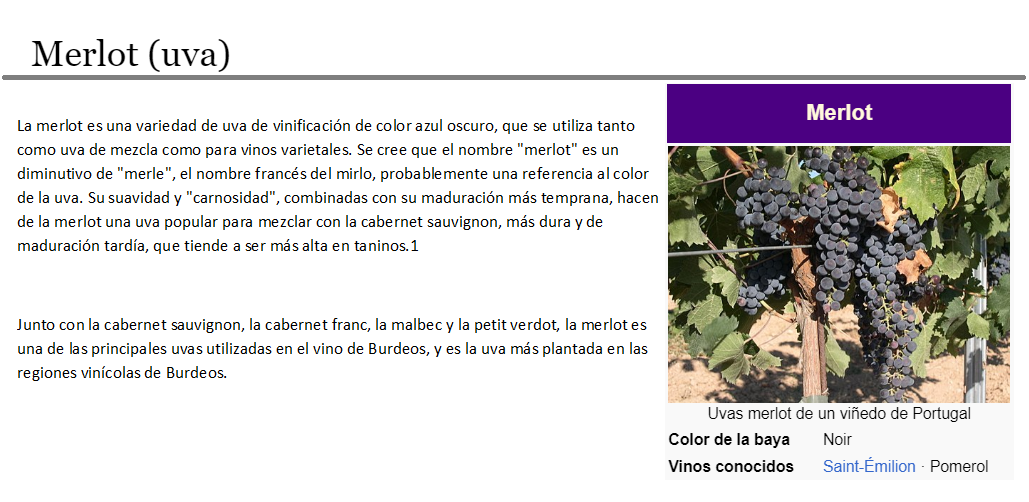 Merlot (uva)
La merlot es una variedad de uva de vinificación de color azul oscuro, que se utiliza tanto
como uva de mezcla como para vinos varietales. Se cree que el nombre "merlot" es un
diminutivo de "merle", el nombre francés del mirlo, probablemente una referencia al color
de la uva. Su suavidad y "carnosidad", combinadas con su maduración más temprana, hacen
de la merlot una uva popular para mezclar con la cabernet sauvignon, más dura y de
maduración tardía, que tiende a ser más alta en taninos.1
Junto con la cabernet sauvignon, la cabernet franc, la malbec y la petit verdot, la merlot es
una de las principales uvas utilizadas en el vino de Burdeos, y es la uva más plantada en las
regiones vinícolas de Burdeos.
Merlot
Uvas merlot de un viñedo de Portugal
Color de la baya Noir
Vinos conocidos Saint-Émilion · Pomerol